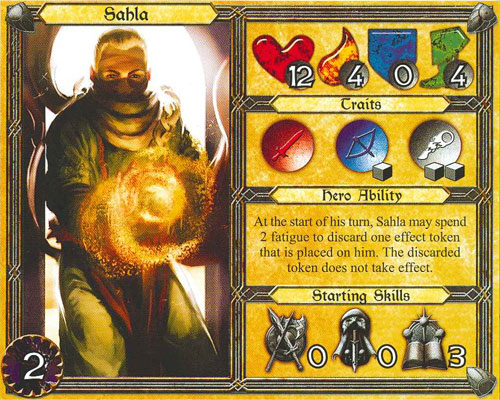 Sahla
12 4 0 4
Traits
Hero Ability
At the start of his turn, Sahla may spend
2 fatigue to discard one effect token
that is placed on him. The discarded
token does not take effect.
Starting Skills
0 0 3
2